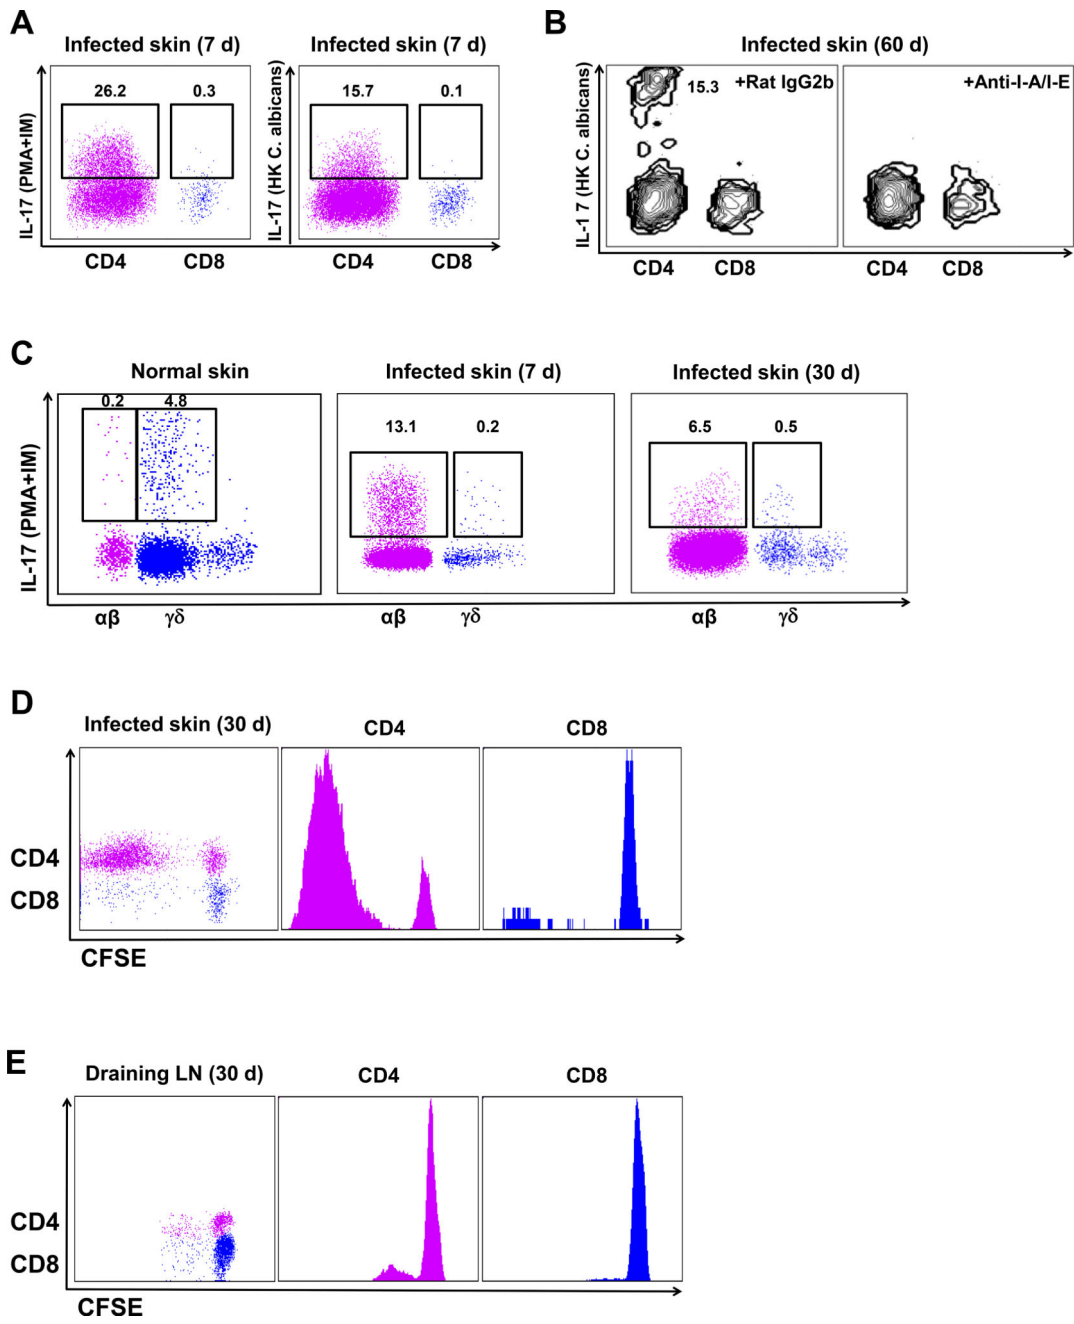 A
Infected skin (7 d)
Infected skin (7 d)
IL-17 (PMA+IM)
26.2
0.3
IL-17 (HK C. albicans)
15.7
0.1
CD4
CD8
CD4
CD8
B
Infected skin (60 d)
IL-1 7 (HK C. albicans)
15.3
+Rat IgG2b
+Anti-I-A/I-E
CD4
CD8
CD4
CD8
C
Normal skin
Infected skin (7 d)
Infected skin (30 d)
IL-17 (PMA+IM)
0.2
4.8
13.1
0.2
6.5
0.5
αβ
γδ
αβ
γδ
αβ
γδ
D
Infected skin (30 d)
CD4
CD8
CD4
CD8
CFSE
E
Draining LN (30 d)
CD4
CD8
CD4
CD8
CFSE